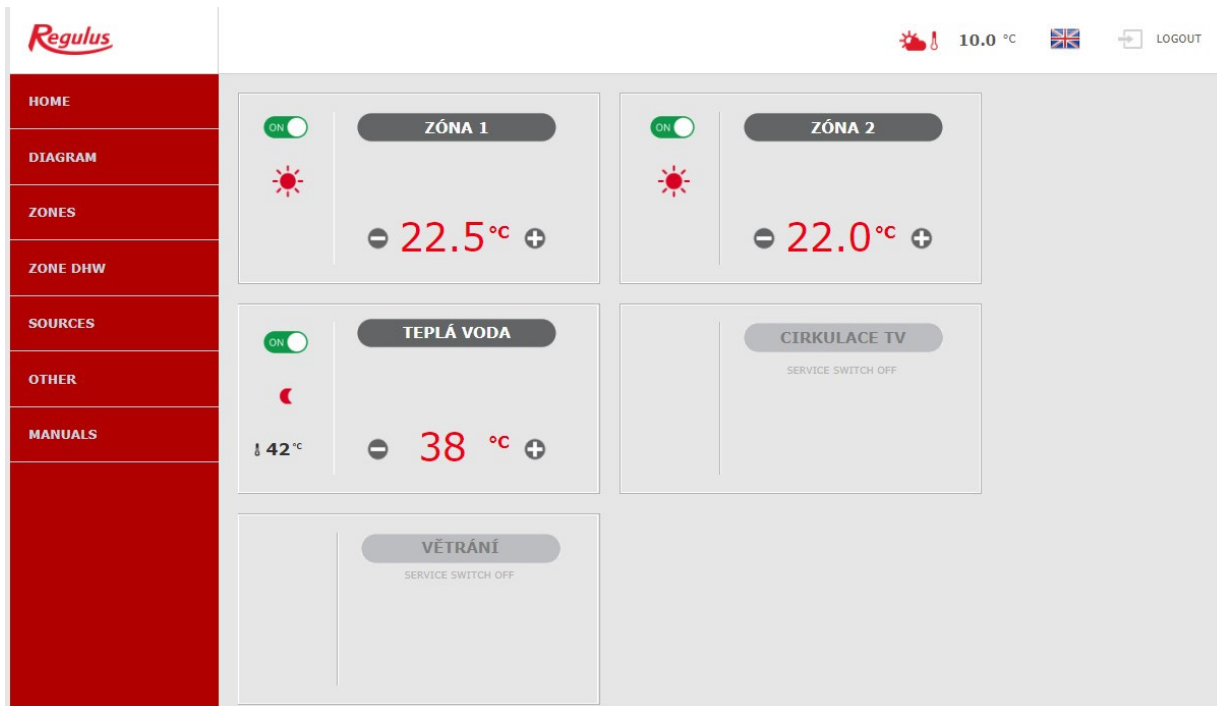 Regulus
10.0 °C
LOGOUT
HOME
DIAGRAM
ZONES
ZONE DHW
SOURCES
OTHER
MANUALS
ON
ZÓNA 1
22.5 °C
ON
ZÓNA 2
22.0 °C
ON
TEPLÁ VODA
42 °C
38 °C
CIRKULACE TV
SERVICE SWITCH OFF
VĚTRÁNÍ
SERVICE SWITCH OFF